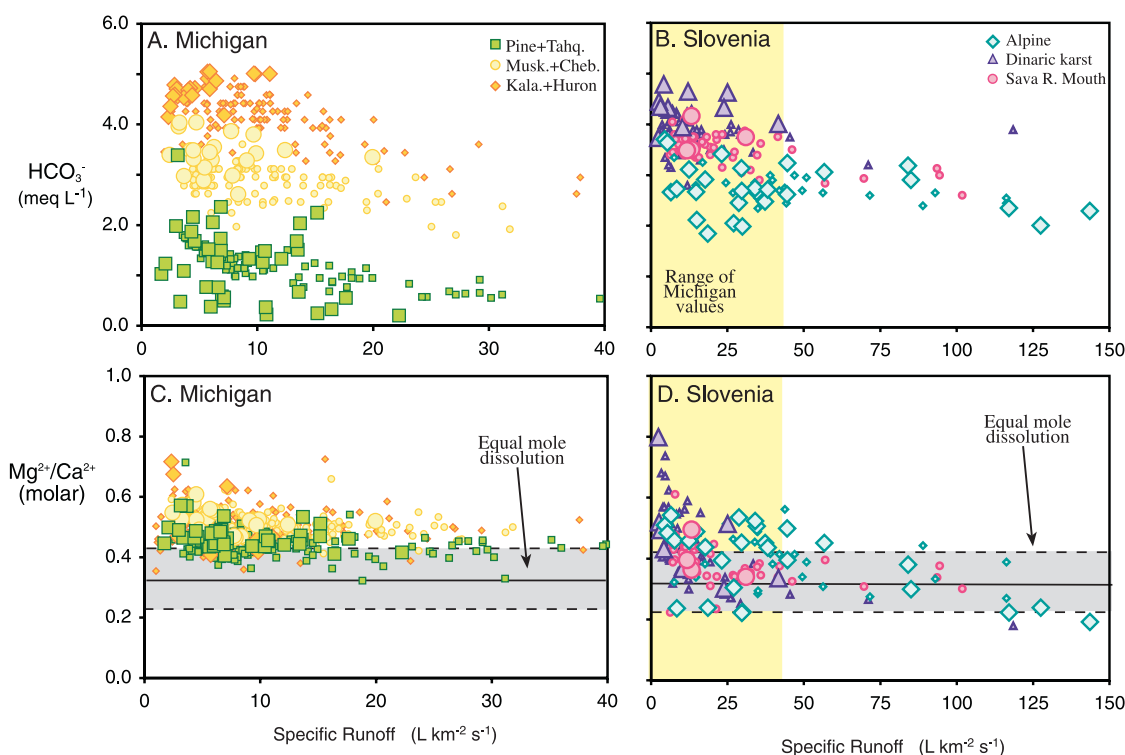 A. Michigan
Pine+Tahq.
Musk.+Cheb.
Kala.+Huron
HCO₃⁻
(meq L⁻¹)
6.0
4.0
2.0
0.0
0 10 20 30 40
B. Slovenia
Alpine
Dinaric karst
Sava R. Mouth
Range of
Michigan
values
0 25 50 75 100 125 150
C. Michigan
Equal mole
dissolution
Mg²⁺/Ca²⁺
(molar)
1.0
0.8
0.6
0.4
0.2
0.0
0 10 20 30 40
Specific Runoff (L km⁻² s⁻¹)
D. Slovenia
Equal mole
dissolution
0 25 50 75 100 125 150
Specific Runoff (L km⁻² s⁻¹)